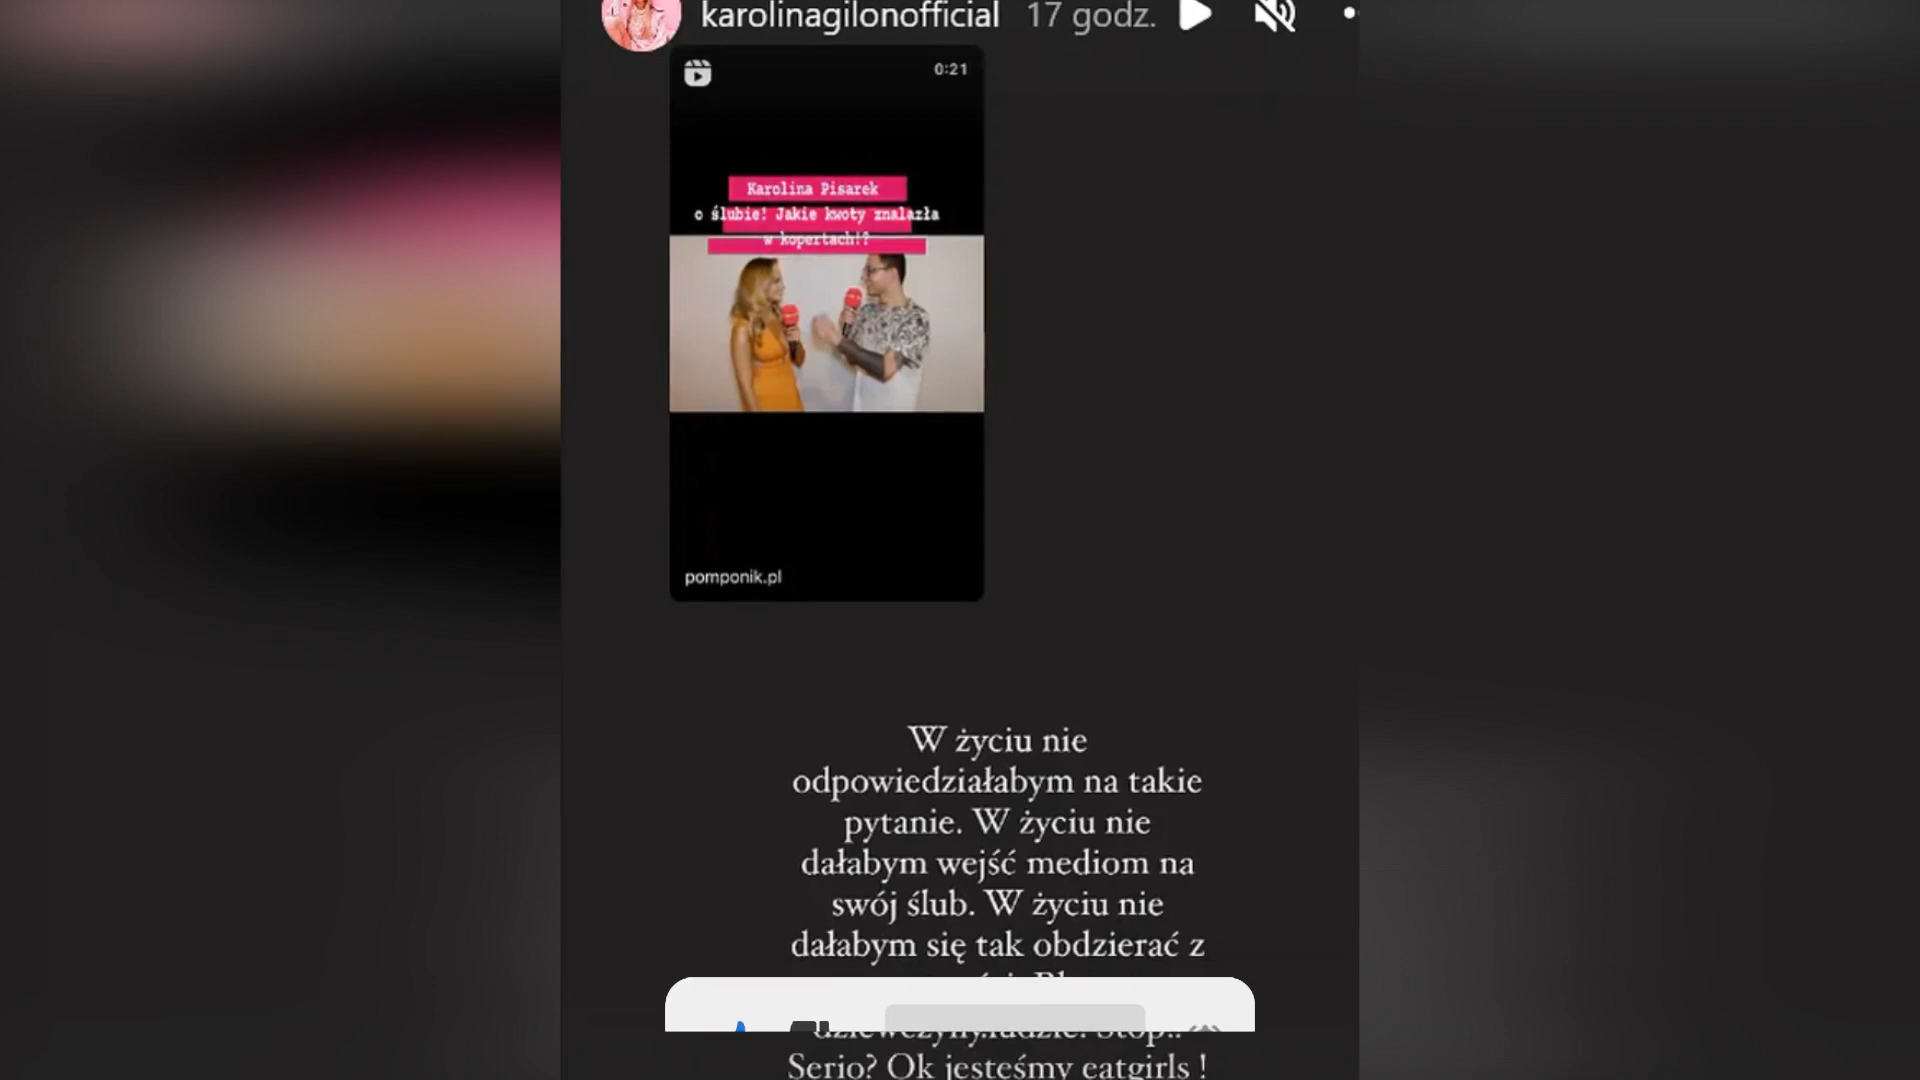 karolinagilonofficial 17 godz.
0:21
Karolina Pisarek
o ślubie! Jakie kwoty znalazła
w kopertach!?
pomponik.pl
W życiu nie
odpowiedziałabym na takie
pytanie. W życiu nie
dałabym wejść mediom na
swój ślub. W życiu nie
dałabym się tak obdzierać z
Serio? Ok jesteśmy eatgirls !